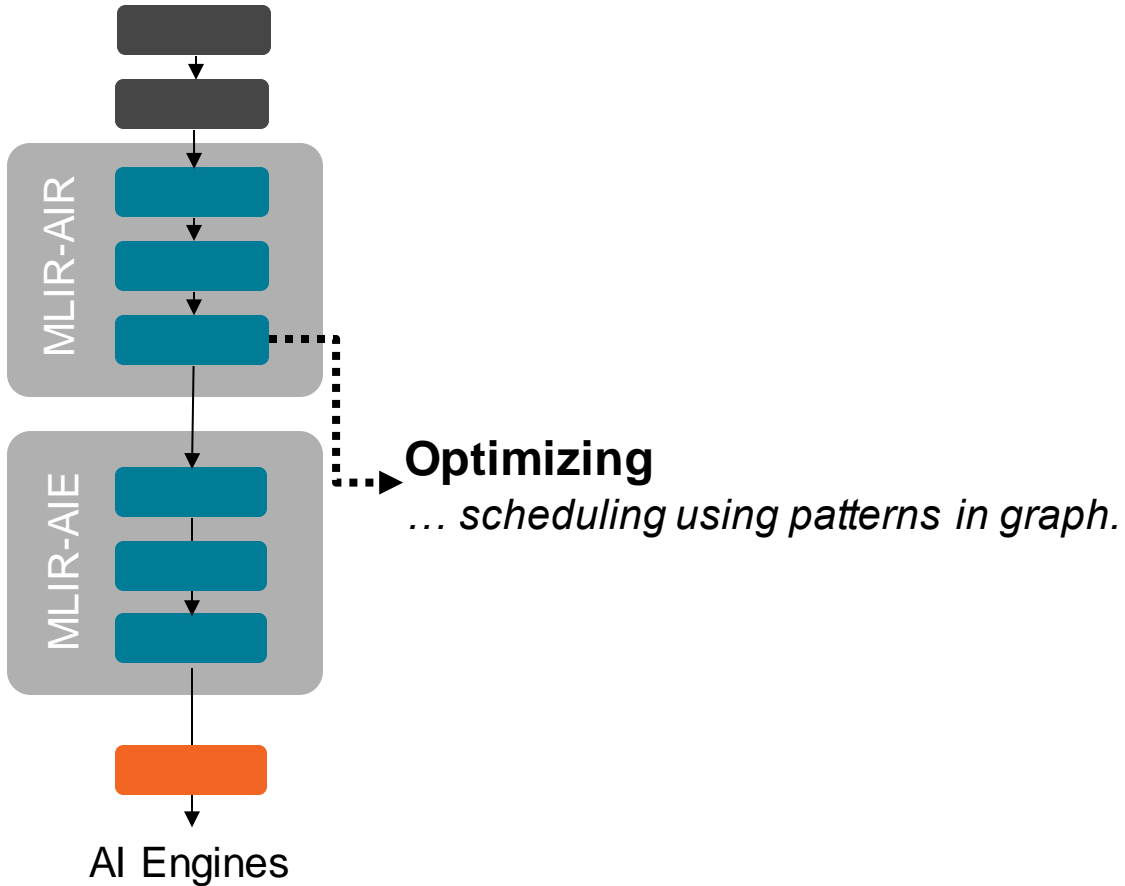 MLIR-AIR
Optimizing
… scheduling using patterns in graph.
MLIR-AIE
AI Engines